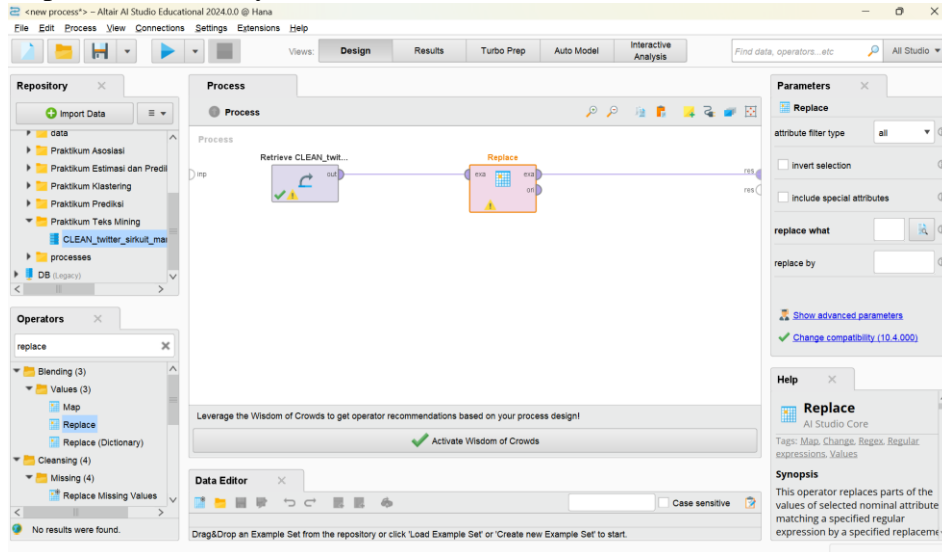 <new process*> – Altair AI Studio Educational 2024.0.0 @ Hana
File Edit Process View Connections Settings Extensions Help
Views: Design Results Turbo Prep Auto Model Interactive Analysis
Find data, operators...etc
All Studio
Repository
Import Data
data
Praktikum Asosiasi
Praktikum Estimasi dan Predil
Praktikum Klastering
Praktikum Prediksi
Praktikum Teks Mining
CLEAN_twitter_sirkuit_ma
processes
DB (Legacy)
Operators
replace
Blending (3)
Values (3)
Map
Replace
Replace (Dictionary)
Cleansing (4)
Missing (4)
Replace Missing Values
No results were found.
Process
Process
Process
inp
Retrieve CLEAN_twit...
out
Replace
exa
exa
ori
res
res
Leverage the Wisdom of Crowds to get operator recommendations based on your process design!
Activate Wisdom of Crowds
Data Editor
Case sensitive
Drag&Drop an Example Set from the repository or click 'Load Example Set' or 'Create new Example Set' to start.
Parameters
Replace
attribute filter type
all
invert selection
include special attributes
replace what
replace by
Show advanced parameters
Change compatibility (10.4.000)
Help
Replace
AI Studio Core
Tags: Map, Change, Regex, Regular
expressions, Values
Synopsis
This operator replaces parts of the
values of selected nominal attribute
matching a specified regular
expression by a specified replaceme